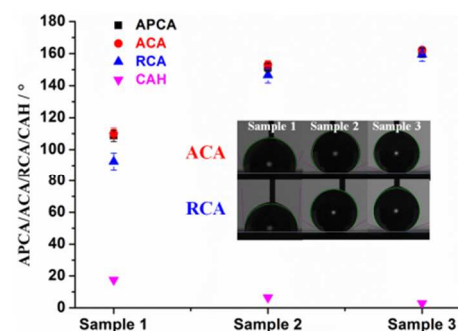 APCA/ACA/RCA/CAH / °
180
160
140
120
100
80
60
40
20
0
APCA
ACA
RCA
CAH
Sample 1 Sample 2 Sample 3
ACA
RCA
Sample 1 Sample 2 Sample 3